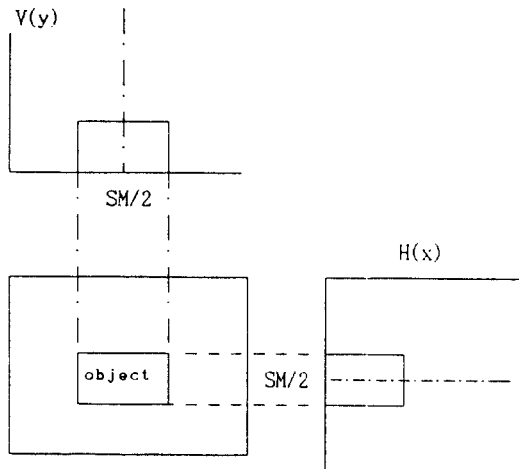 V(y)
SM/2
H(x)
object
SM/2